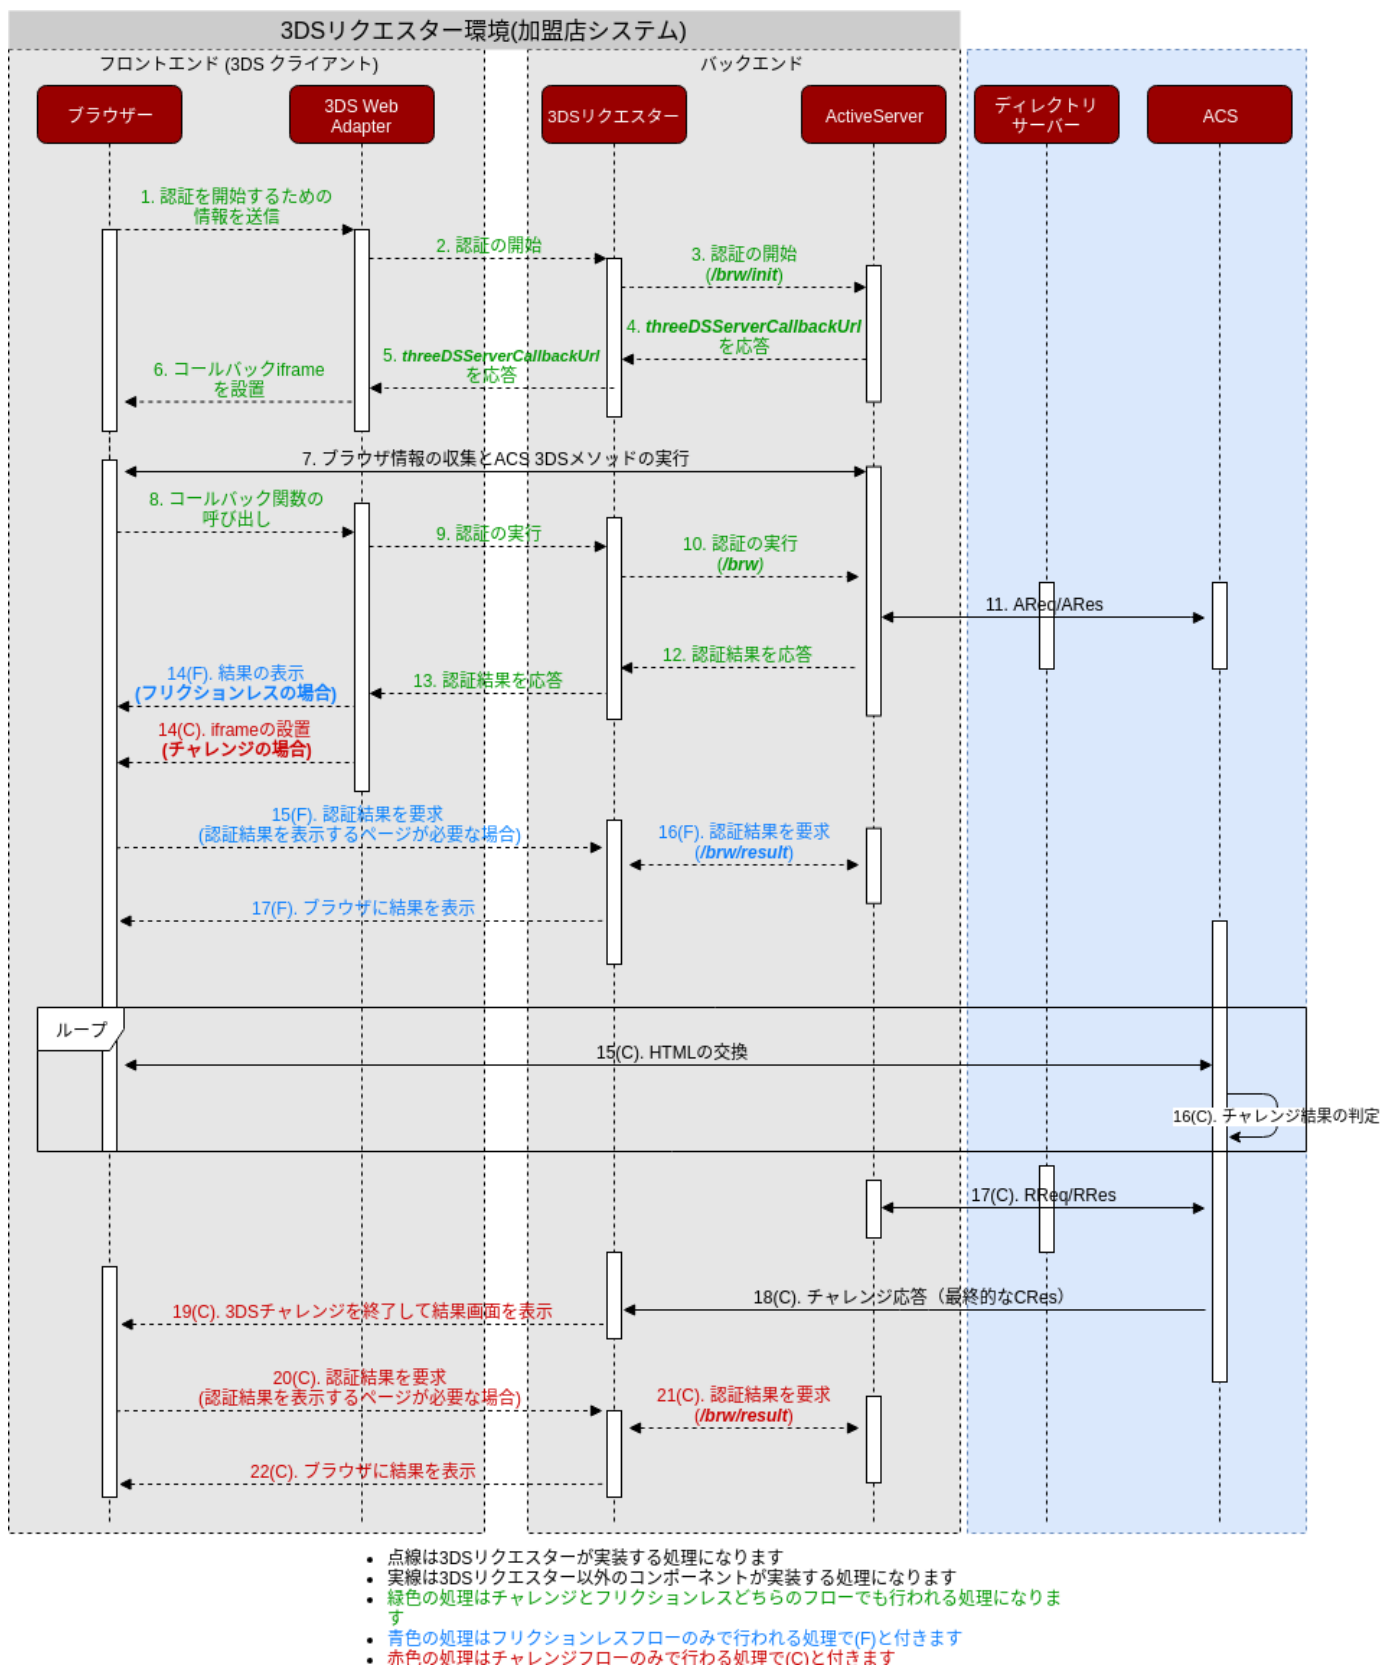 3DSリクエスター環境(加盟店システム)
フロントエンド (3DS クライアント)
バックエンド
ブラウザー
3DS Web
Adapter
3DSリクエスター
ActiveServer
ディレクトリ
サーバー
ACS
1. 認証を開始するための
情報を送信
2. 認証の開始
3. 認証の開始
(/brw/init)
4. threeDSServerCallbackUrl
を応答
5. threeDSServerCallbackUrl
を応答
6. コールバックiframe
を設置
7. ブラウザ情報の収集とACS 3DSメソッドの実行
8. コールバック関数の
呼び出し
9. 認証の実行
10. 認証の実行
(/brw)
11. AReq/ARes
12. 認証結果を応答
13. 認証結果を応答
14(F). 結果の表示
(フリクションレスの場合)
14(C). iframeの設置
(チャレンジの場合)
15(F). 認証結果を要求
(認証結果を表示するページが必要な場合)
16(F). 認証結果を要求
(/brw/result)
17(F). ブラウザに結果を表示
ループ
15(C). HTMLの交換
16(C). チャレンジ結果の判定
17(C). RReq/RRes
18(C). チャレンジ応答（最終的なCRes）
19(C). 3DSチャレンジを終了して結果画面を表示
20(C). 認証結果を要求
(認証結果を表示するページが必要な場合)
21(C). 認証結果を要求
(/brw/result)
22(C). ブラウザに結果を表示
• 点線は3DSリクエスターが実装する処理になります
• 実線は3DSリクエスター以外のコンポーネントが実装する処理になります
• 緑色の処理はチャレンジとフリクションレスどちらのフローでも行われる処理になりま
す
• 青色の処理はフリクションレスフローのみで行われる処理で(F)と付きます
• 赤色の処理はチャレンジフローのみで行わる処理で(C)と付きます